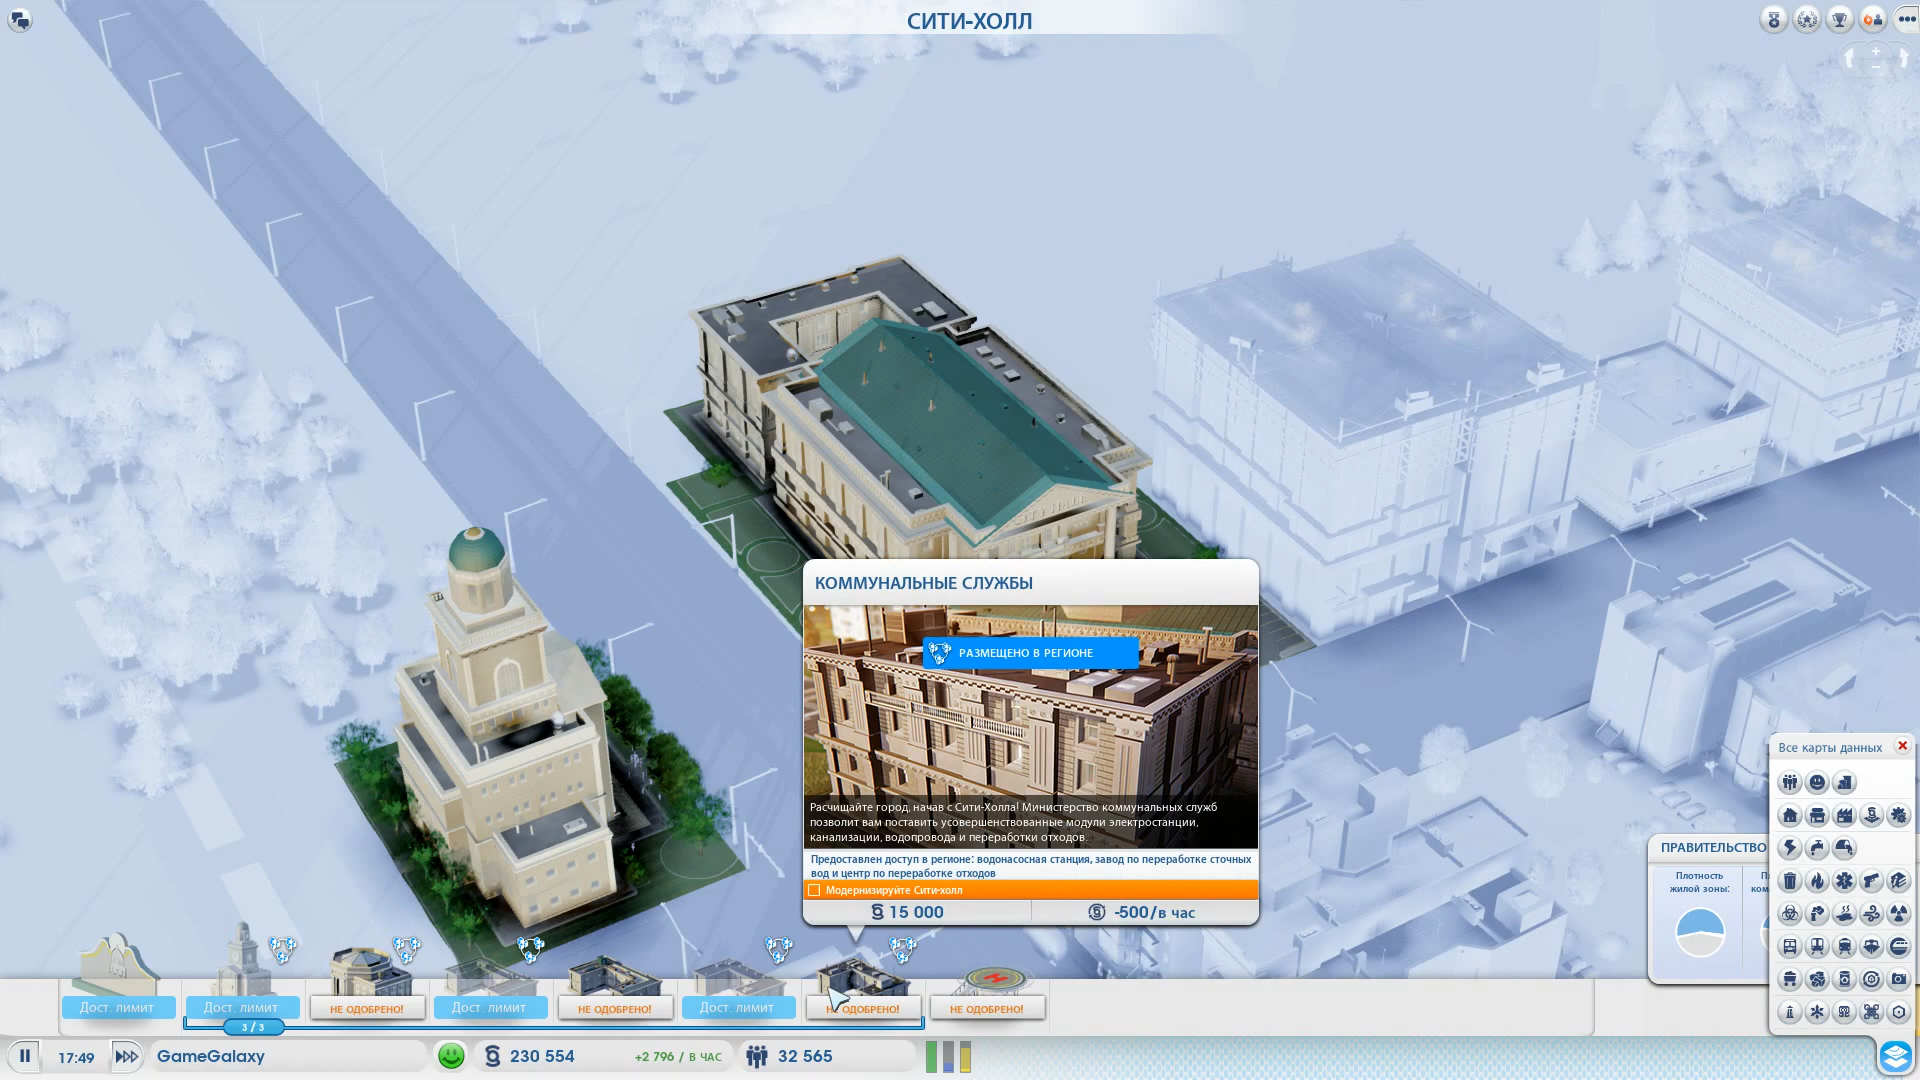 СИТИ-ХОЛЛ
КОММУНАЛЬНЫЕ СЛУЖБЫ
РАЗМЕЩЕНО В РЕГИОНЕ
Расчищайте город, начав с Сити-Холла! Министерство коммунальных служб
позволит вам поставить усовершенствованные модули электростанции,
канализации, водопровода и переработки отходов.
Предоставлен доступ в регионе: водонасосная станция, завод по переработке сточных
вод и центр по переработке отходов
Модернизируйте Сити-холл
15 000
-500/в час
Все карты данных
ПРАВИТЕЛЬСТВО
Плотность
жилой зоны:
Дост. лимит
Дост. лимит
НЕ ОДОБРЕНО!
Дост. лимит
НЕ ОДОБРЕНО!
Дост. лимит
НЕ ОДОБРЕНО!
НЕ ОДОБРЕНО!
3 / 3
17:49
GameGalaxy
230 554
+2 796 / В ЧАС
32 565